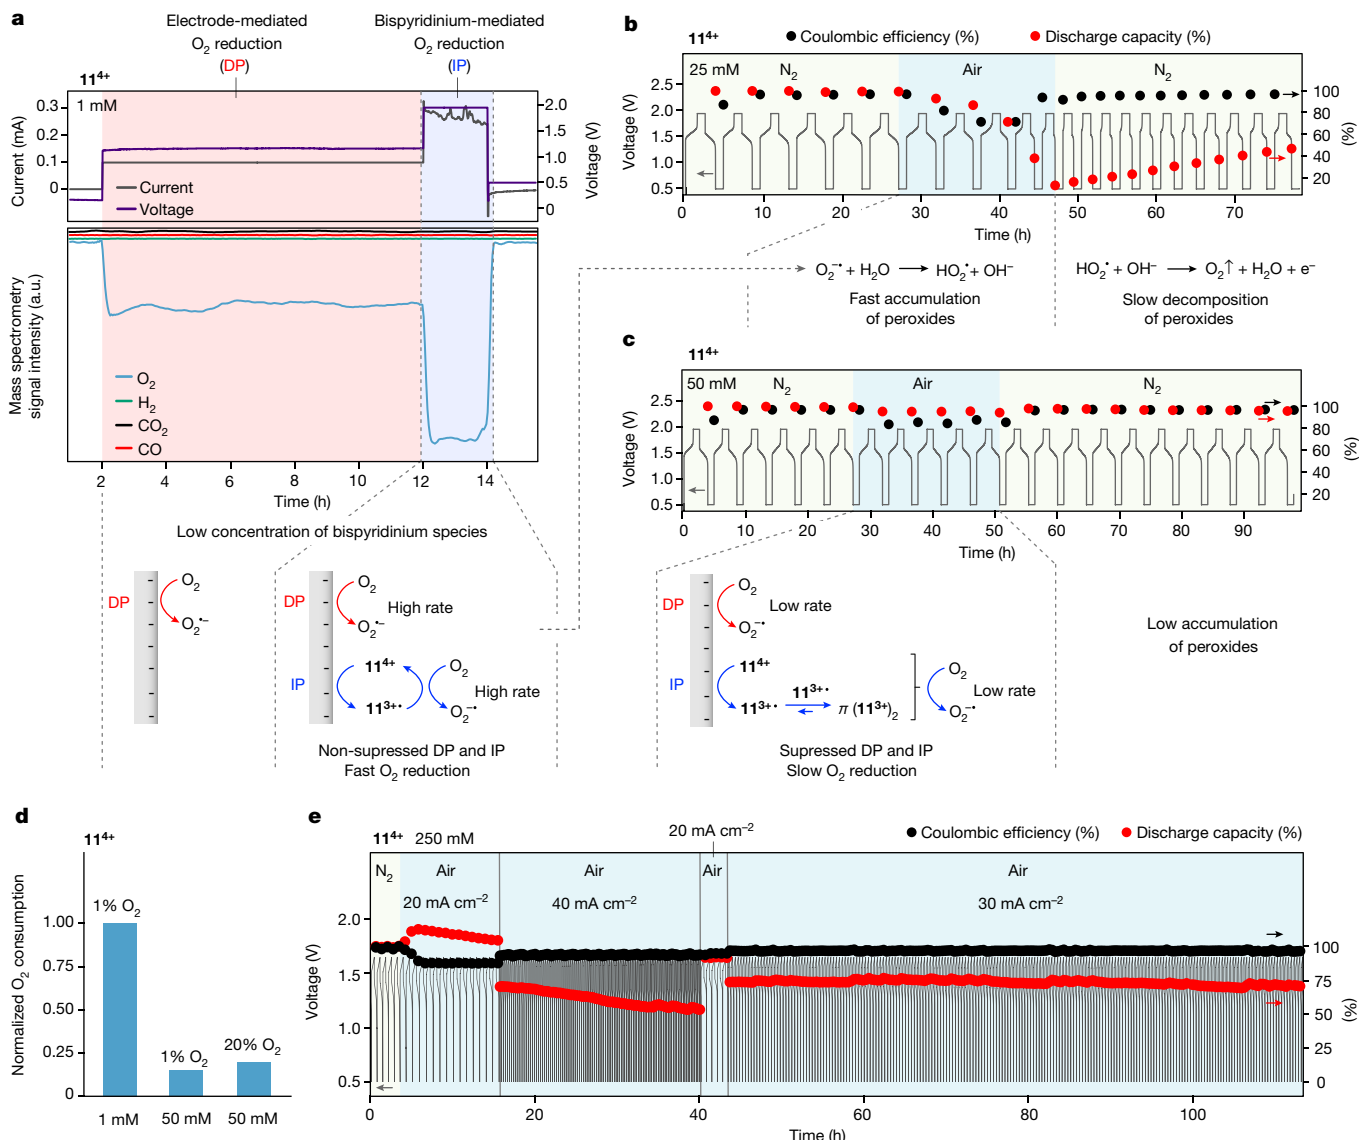 a
Electrode-mediated
O2 reduction
(DP)
Bispyridinium-mediated
O2 reduction
(IP)
11⁴⁺
1 mM
0.3
0.2
0.1
0
Current (mA)
2.0
1.5
1.0
0.5
0
Voltage (V)
Current
Voltage
Mass spectrometry
signal intensity (a.u.)
O₂
H₂
CO₂
CO
2 4 6 8 10 12 14
Time (h)
Low concentration of bispyridinium species
DP
O₂
O₂•−
DP
O₂
O₂•−
High rate
IP
11⁴⁺
11³⁺•
O₂
O₂−•
High rate
Non-supressed DP and IP
Fast O₂ reduction
b
11⁴⁺
Coulombic efficiency (%)
Discharge capacity (%)
25 mM
N₂
Air
N₂
2.5
2.0
1.5
1.0
0.5
Voltage (V)
100
80
60
40
20
(%)
0 10 20 30 40 50 60 70
Time (h)
O₂−• + H₂O → HO₂• + OH−
Fast accumulation
of peroxides
HO₂• + OH− → O₂↑ + H₂O + e−
Slow decomposition
of peroxides
c
11⁴⁺
50 mM
N₂
Air
N₂
2.5
2.0
1.5
1.0
0.5
Voltage (V)
100
80
60
40
20
(%)
0 10 20 30 40 50 60 70 80 90
Time (h)
DP
O₂
O₂−•
Low rate
IP
11⁴⁺
11³⁺•
11³⁺•
π (11³⁺)₂
O₂
O₂−•
Low rate
Supressed DP and IP
Slow O₂ reduction
Low accumulation
of peroxides
d
11⁴⁺
Normalized O₂ consumption
1.00
0.75
0.50
0.25
0
1% O₂
1% O₂
20% O₂
1 mM 50 mM 50 mM
e
11⁴⁺
250 mM
20 mA cm⁻²
Coulombic efficiency (%)
Discharge capacity (%)
N₂
Air
Air
Air
Air
20 mA cm⁻²
40 mA cm⁻²
30 mA cm⁻²
2.0
1.5
1.0
0.5
Voltage (V)
100
75
50
25
0
(%)
0 20 40 60 80 100
Time (h)